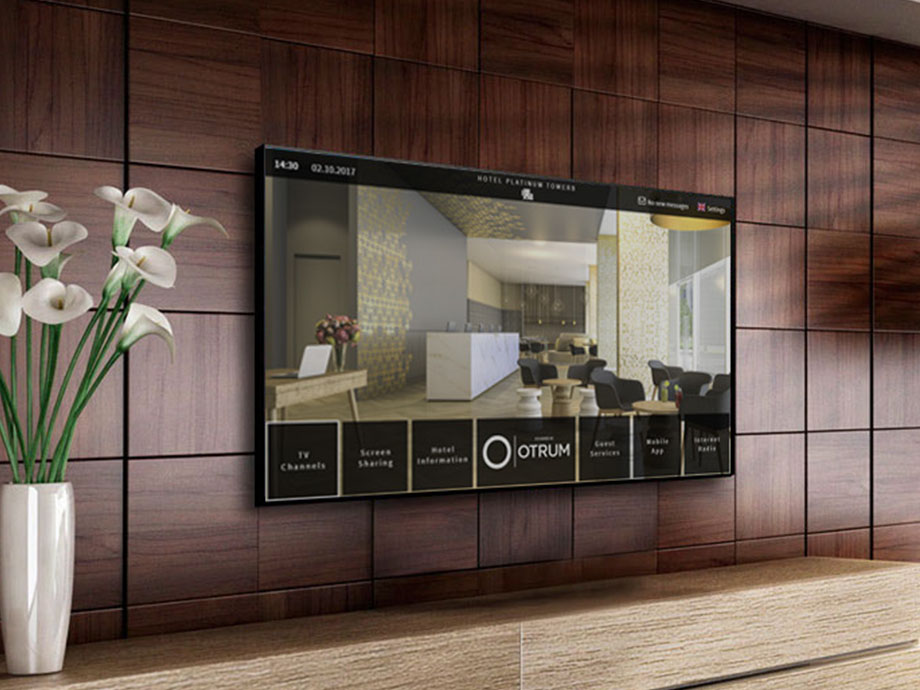 14:30 02.10.2017
HOTEL PLATINUM TOWERS
No new messages Settings
TV
Channels
Screen
Sharing
Hotel
Information
OTRUM
Guest
Services
Mobile
App
Internet
Radio